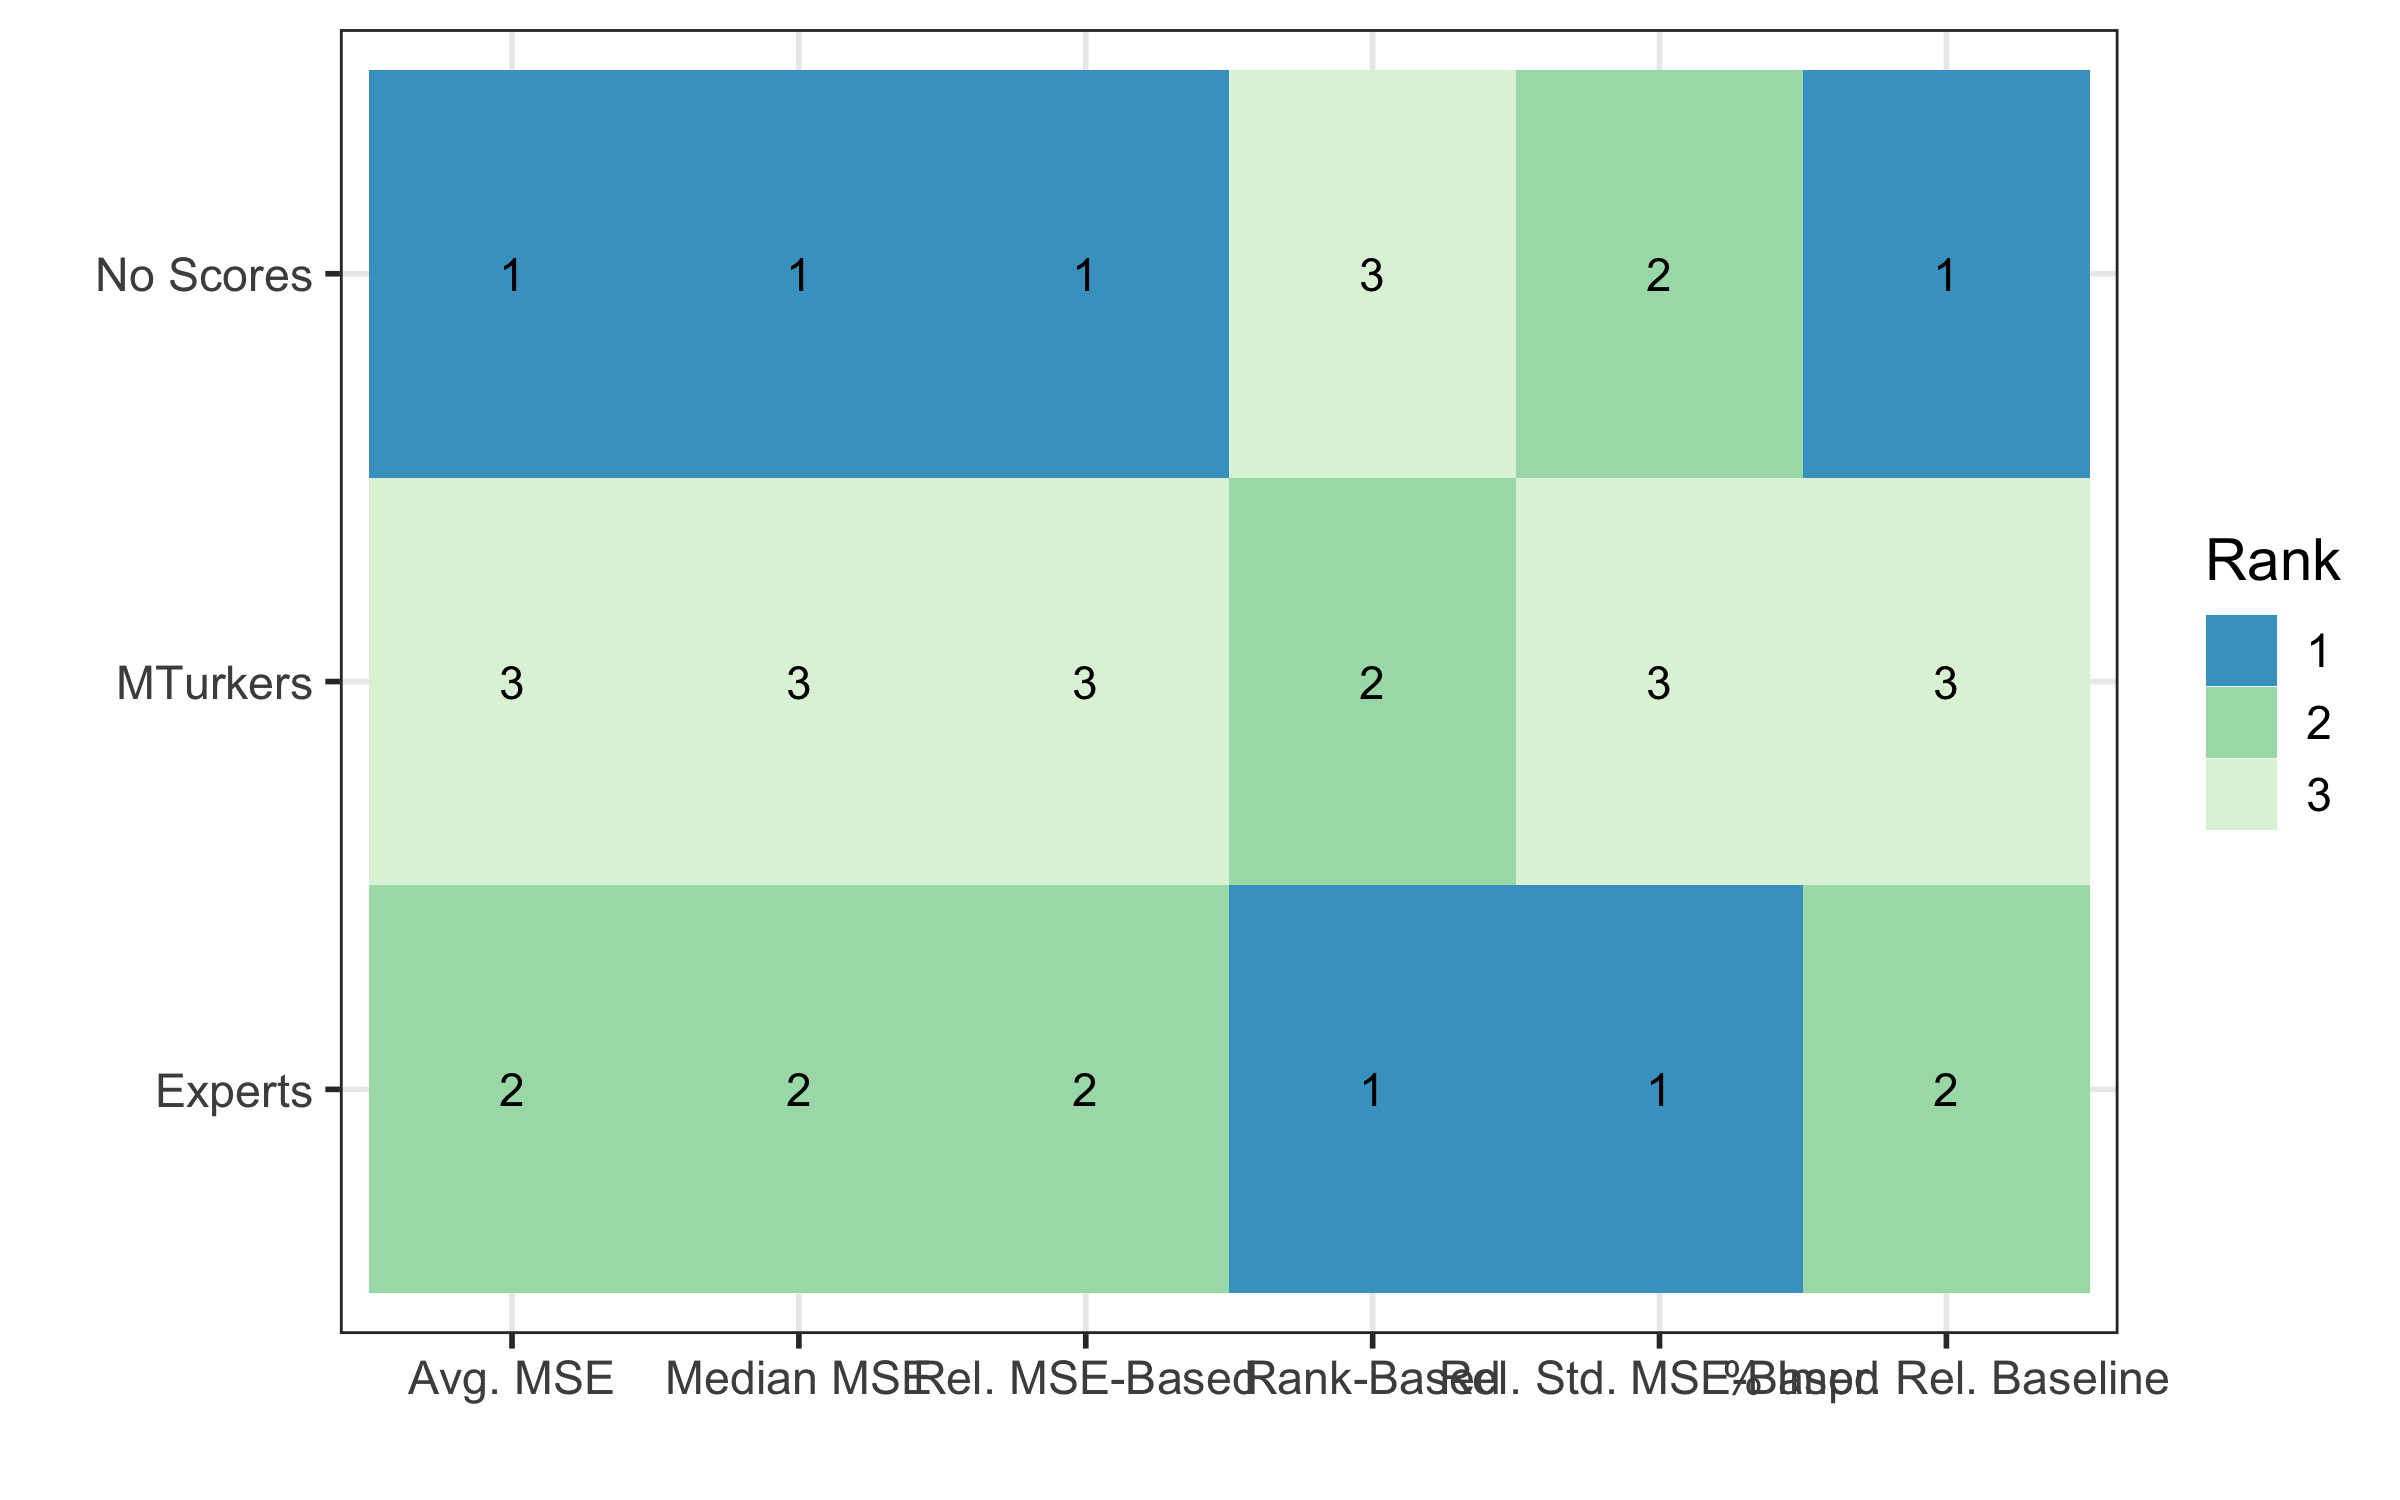 No Scores 1 1 1 3 2 1
MTurkers 3 3 3 2 3 3
Experts 2 2 2 1 1 2
Avg. MSE Median MSE Rel. MSE-Based Rank-Based Rel. Std. MSE-Based % Impr. Rel. Baseline
Rank
1
2
3